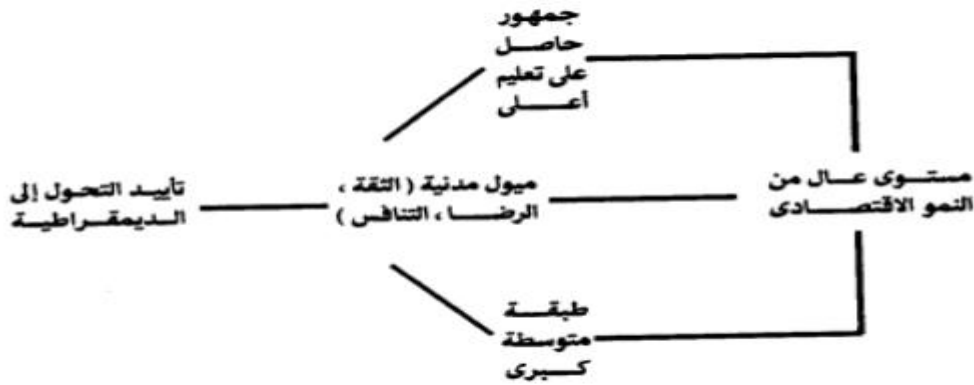 جمهور
حاصل
على تعليم
أعلى
مستوى عال من
النمو الاقتصادى
ميول مدنية ( الثقة ،
الرضا ، التنافس )
تأييد التحول إلى
الديمقراطية
طبقة
متوسطة
كبرى